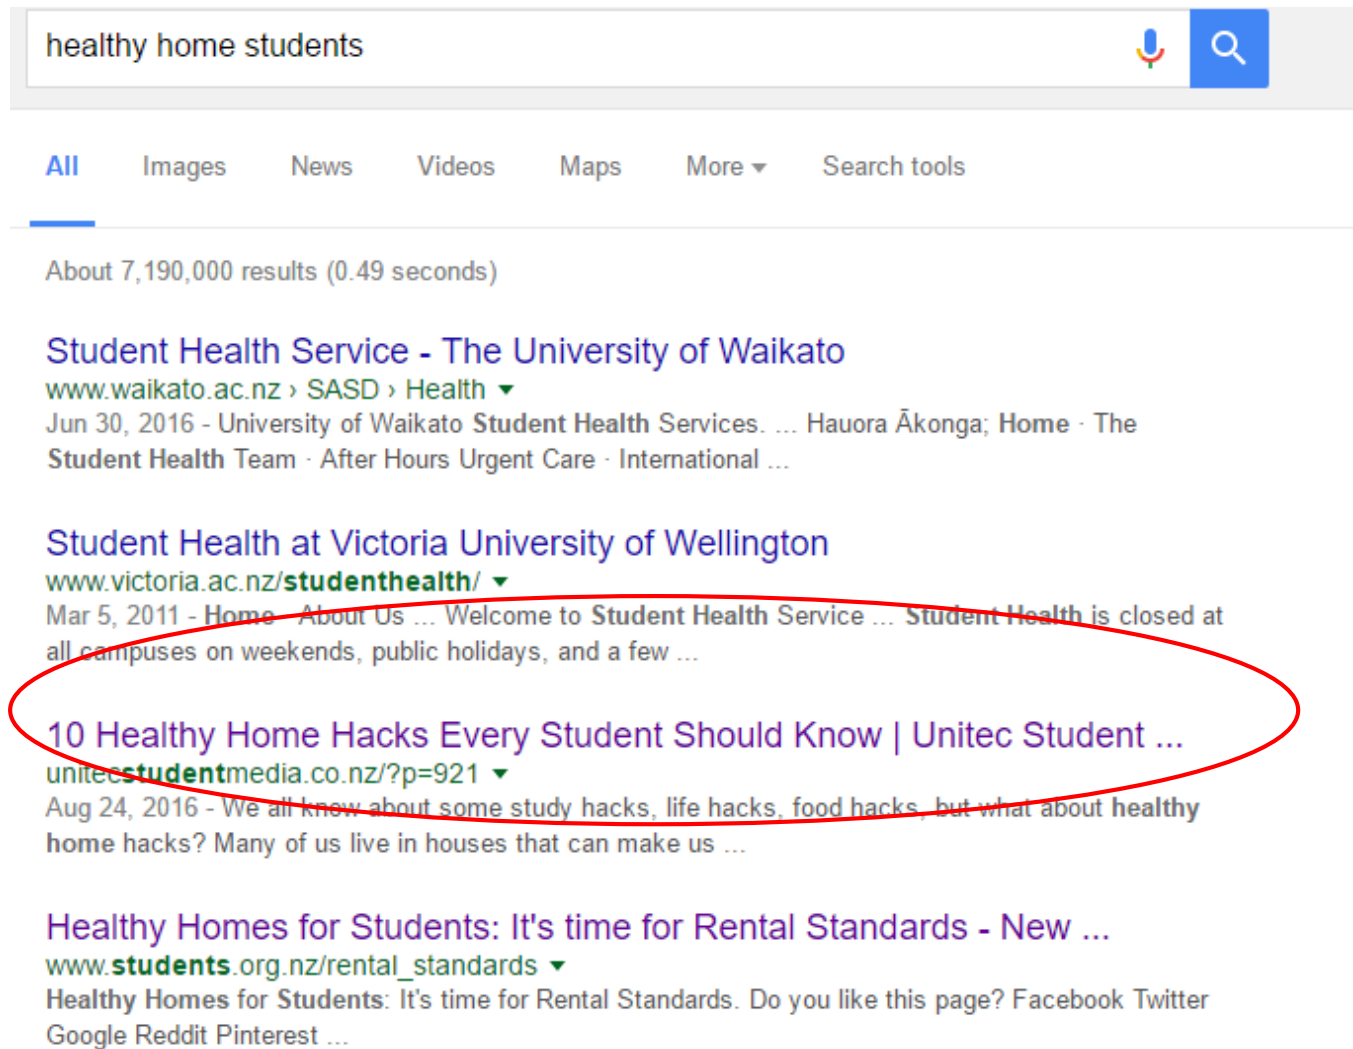 healthy home students
All Images News Videos Maps More Search tools
About 7,190,000 results (0.49 seconds)
Student Health Service - The University of Waikato
www.waikato.ac.nz › SASD › Health
Jun 30, 2016 - University of Waikato Student Health Services. ... Hauora Ākonga; Home · The
Student Health Team · After Hours Urgent Care · International ...
Student Health at Victoria University of Wellington
www.victoria.ac.nz/studenthealth/
Mar 5, 2011 - Home · About Us ... Welcome to Student Health Service ... Student Health is closed at
all campuses on weekends, public holidays, and a few ...
10 Healthy Home Hacks Every Student Should Know | Unitec Student ...
unitecstudentmedia.co.nz/?p=921
Aug 24, 2016 - We all know about some study hacks, life hacks, food hacks, but what about healthy
home hacks? Many of us live in houses that can make us ...
Healthy Homes for Students: It's time for Rental Standards - New ...
www.students.org.nz/rental_standards
Healthy Homes for Students: It's time for Rental Standards. Do you like this page? Facebook Twitter
Google Reddit Pinterest ...